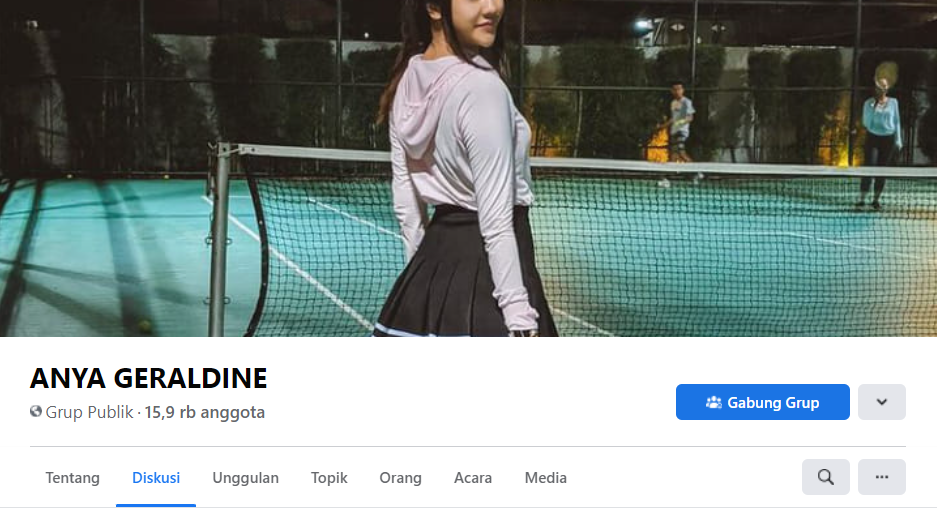 ANYA GERALDINE
Grup Publik · 15,9 rb anggota
Gabung Grup
Tentang Diskusi Unggulan Topik Orang Acara Media